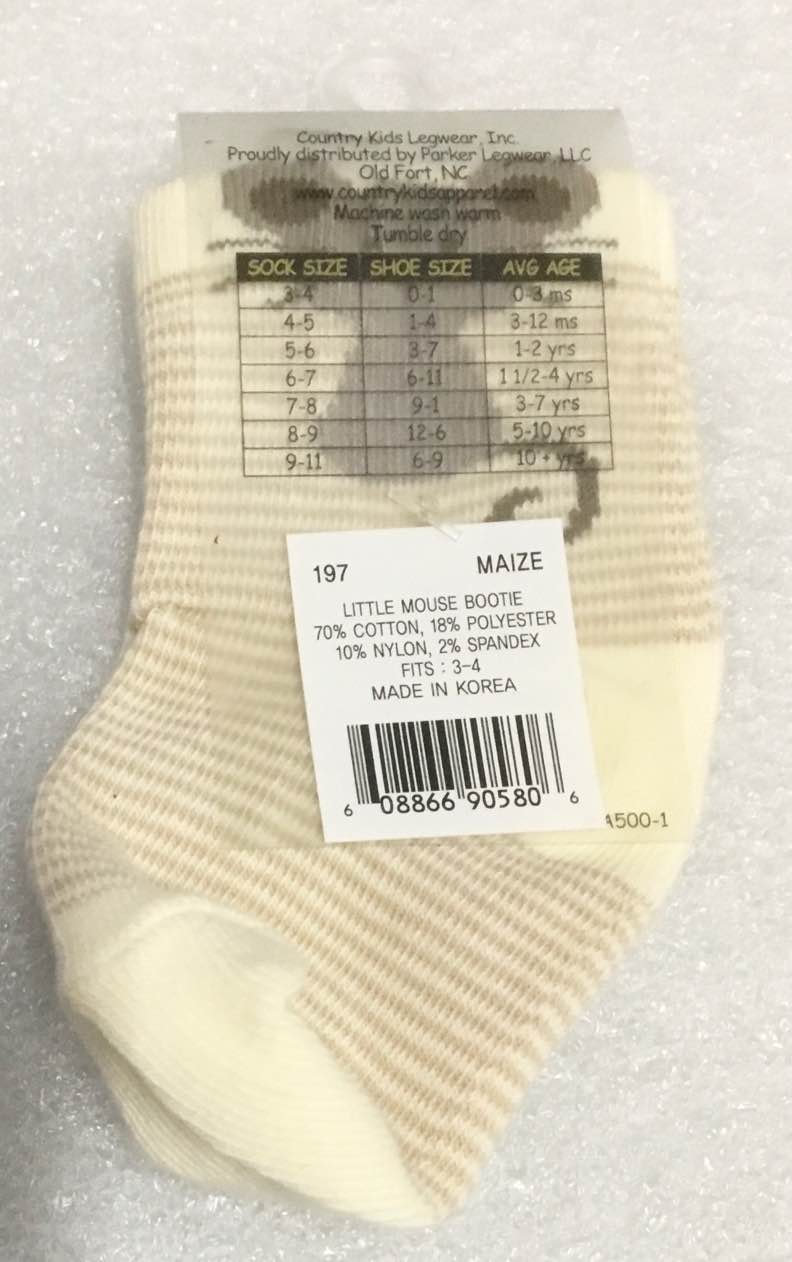 Country Kids Legwear, Inc.
Proudly distributed by Parker Legwear, LLC
Old Fort, NC
www.countrykidsapparel.com
Machine wash warm
Tumble dry
SOCK SIZE SHOE SIZE AVG AGE
3-4 0-1 0-3 ms
4-5 1-4 3-12 ms
5-6 3-7 1-2 yrs
6-7 6-11 1 1/2-4 yrs
7-8 9-1 3-7 yrs
8-9 12-6 5-10 yrs
9-11 6-9 10 + yrs
197 MAIZE
LITTLE MOUSE BOOTIE
70% COTTON, 18% POLYESTER
10% NYLON, 2% SPANDEX
FITS : 3-4
MADE IN KOREA
6 08866 90580 6
A500-1